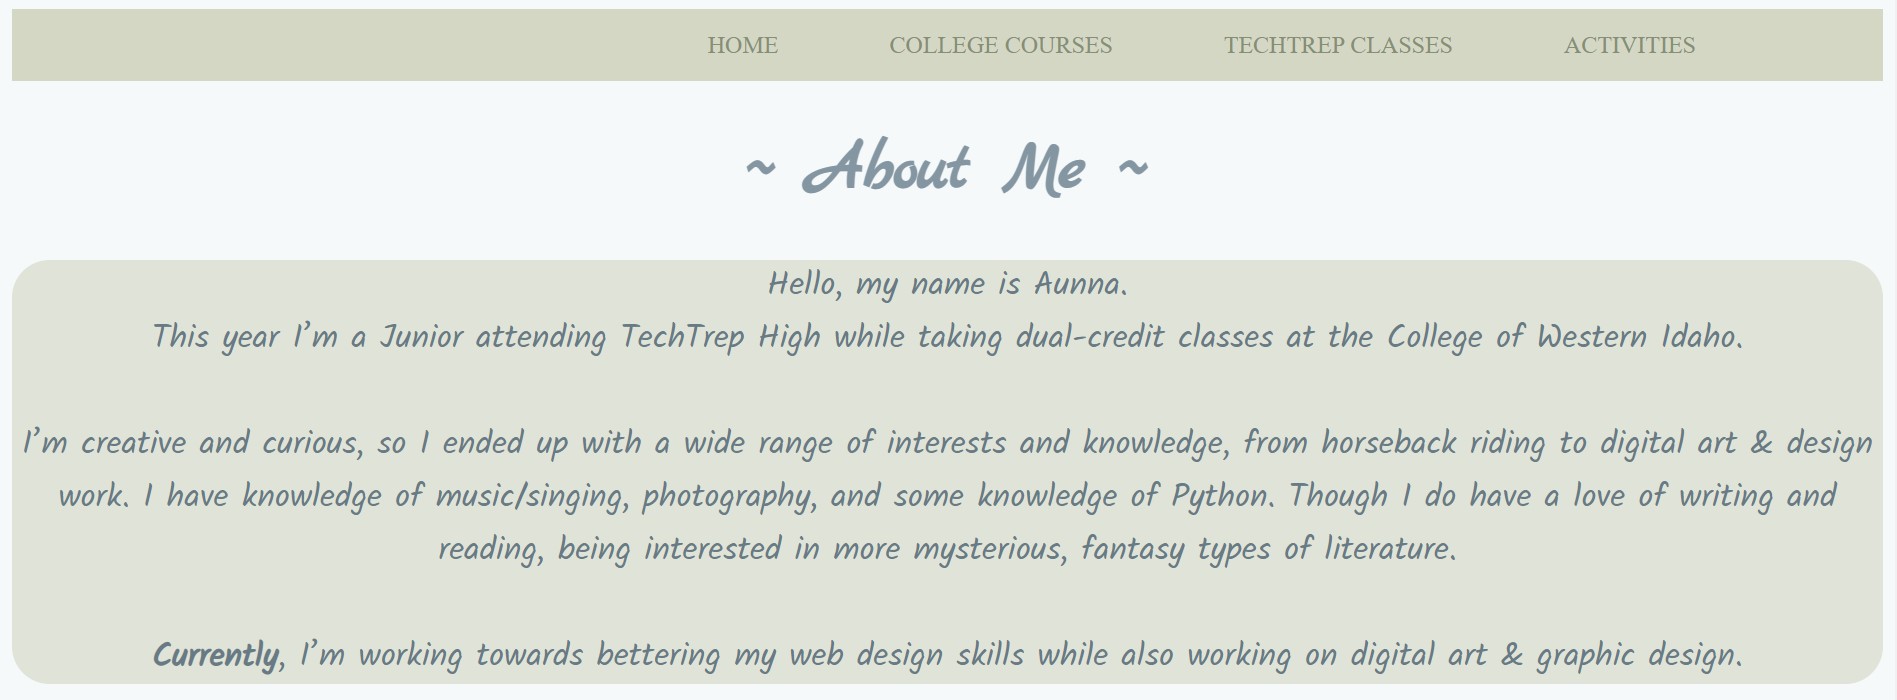 HOME COLLEGE COURSES TECHTREP CLASSES ACTIVITIES
~ About Me ~
Hello, my name is Aunna.
This year I’m a Junior attending TechTrep High while taking dual-credit classes at the College of Western Idaho.
I’m creative and curious, so I ended up with a wide range of interests and knowledge, from horseback riding to digital art & design
work. I have knowledge of music/singing, photography, and some knowledge of Python. Though I do have a love of writing and
reading, being interested in more mysterious, fantasy types of literature.
Currently, I’m working towards bettering my web design skills while also working on digital art & graphic design.